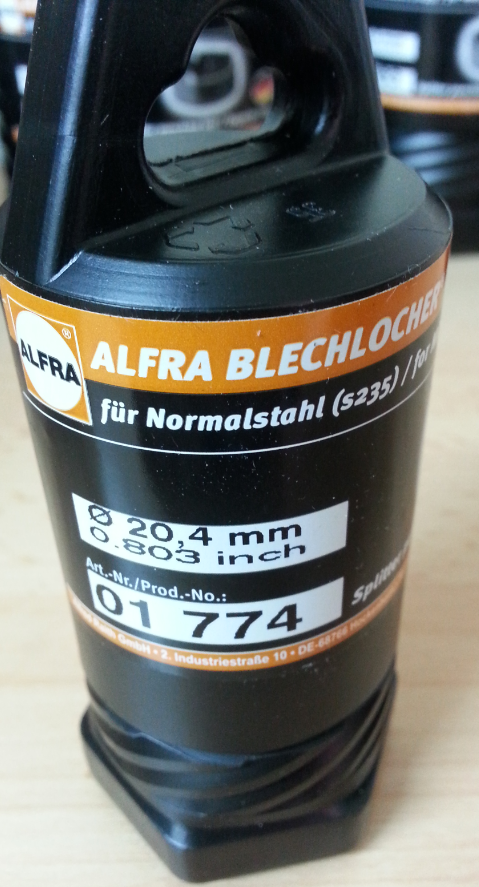 ALFRA®
ALFRA BLECHLOCHER
für Normalstahl (S235) / for
Ø 20,4 mm
0.803 inch
Art.-Nr./Prod.-No.:
01 774
GmbH • 2. Industriestraße 10 • DE-68766